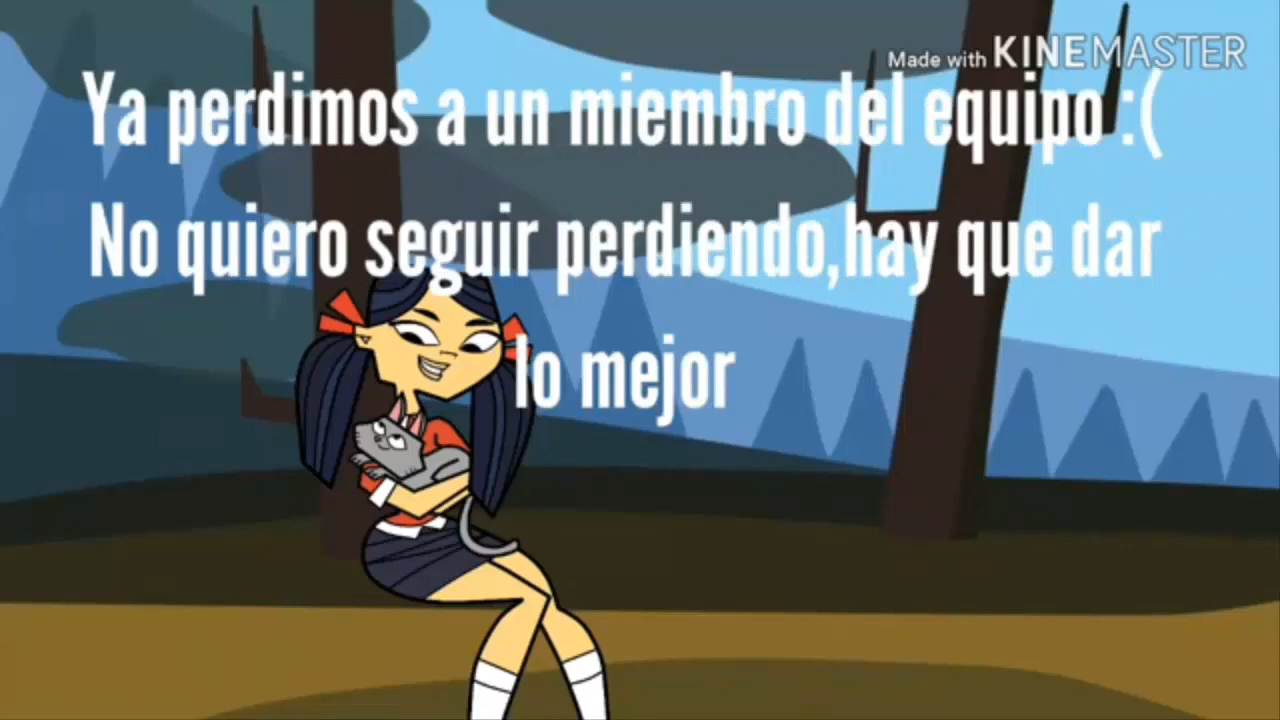 Made with KINEMASTER
Ya perdimos a un miembro del equipo :(
No quiero seguir perdiendo,hay que dar
lo mejor